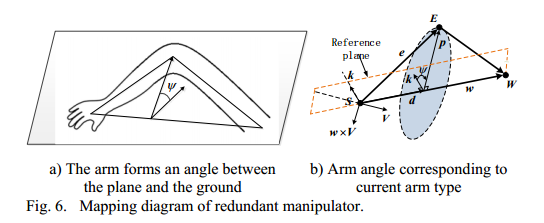 ψ
E
Reference
plane
e
p
k
k
ψ
S
d
w
W
V
w×V
a) The arm forms an angle between
the plane and the ground
b) Arm angle corresponding to
current arm type
Fig. 6. Mapping diagram of redundant manipulator.